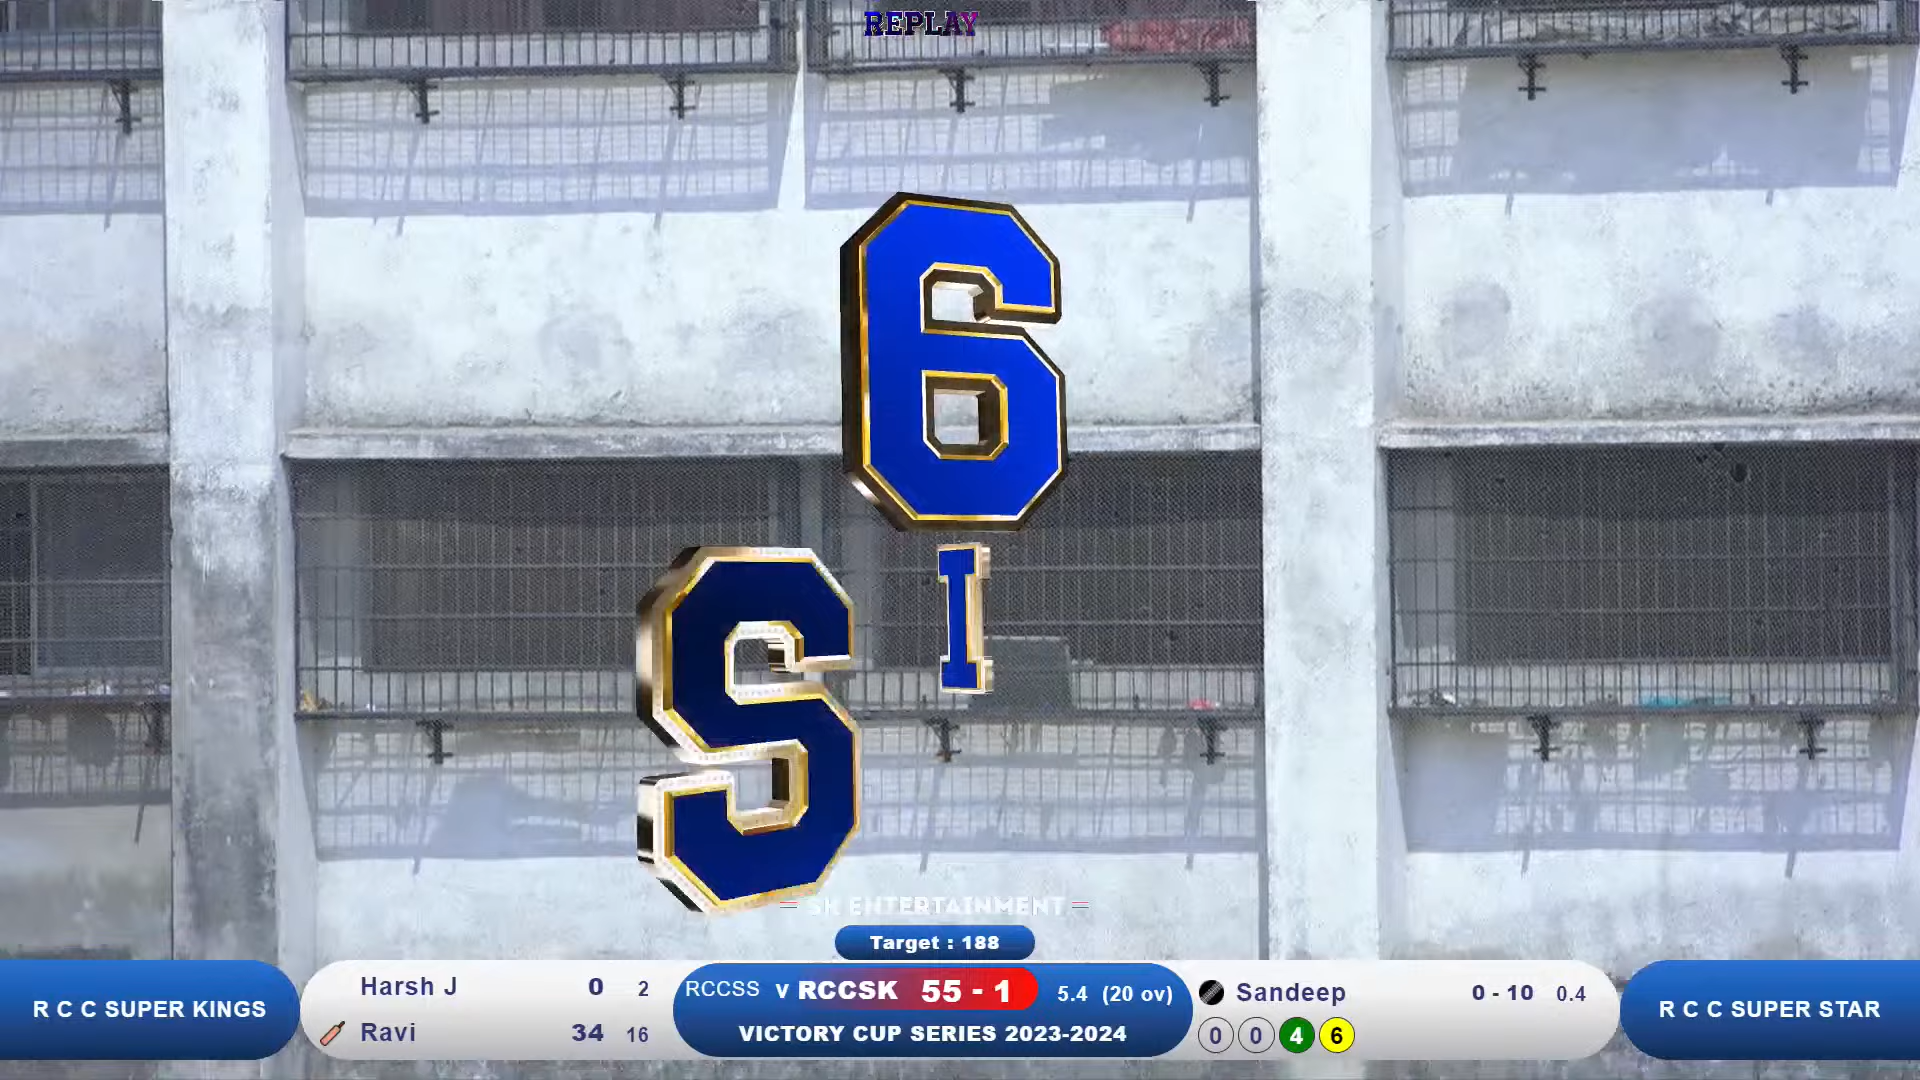 REPLAY
6
S I
SK ENTERTAINMENT
Target : 188
R C C SUPER KINGS
Harsh J 0 2
Ravi 34 16
RCCSS v RCCSK 55 - 1 5.4 (20 ov)
VICTORY CUP SERIES 2023-2024
Sandeep 0 - 10 0.4
0 0 4 6
R C C SUPER STAR